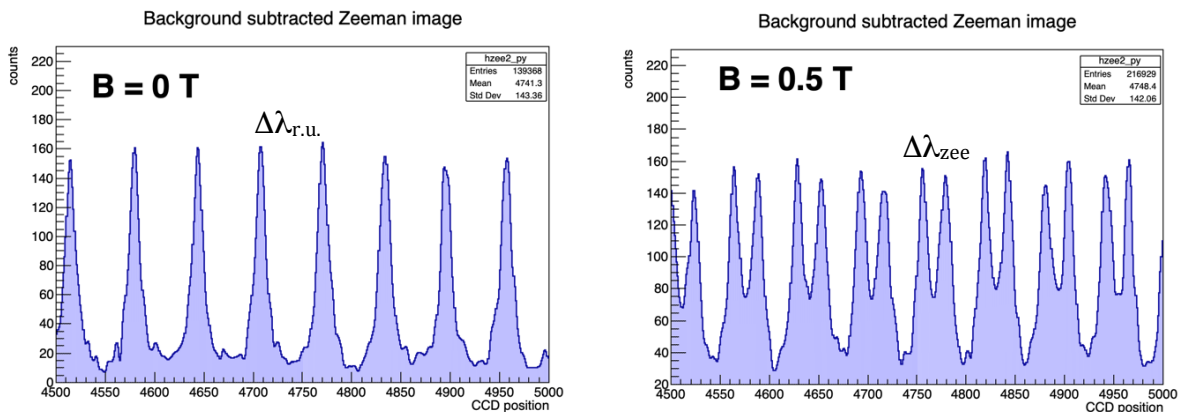 Background subtracted Zeeman image
counts
B = 0 T
hzee2_py
Entries 139368
Mean 4741.3
Std Dev 143.36
Δλr.u.
220
200
180
160
140
120
100
80
60
40
20
0
4500 4550 4600 4650 4700 4750 4800 4850 4900 4950 5000
CCD position
Background subtracted Zeeman image
counts
B = 0.5 T
hzee2_py
Entries 216929
Mean 4748.4
Std Dev 142.06
Δλzee
220
200
180
160
140
120
100
80
60
40
20
4500 4550 4600 4650 4700 4750 4800 4850 4900 4950 5000
CCD position